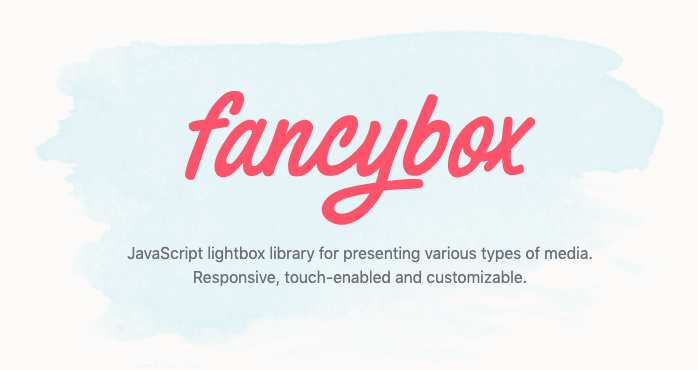 fancybox
JavaScript lightbox library for presenting various types of media.
Responsive, touch-enabled and customizable.